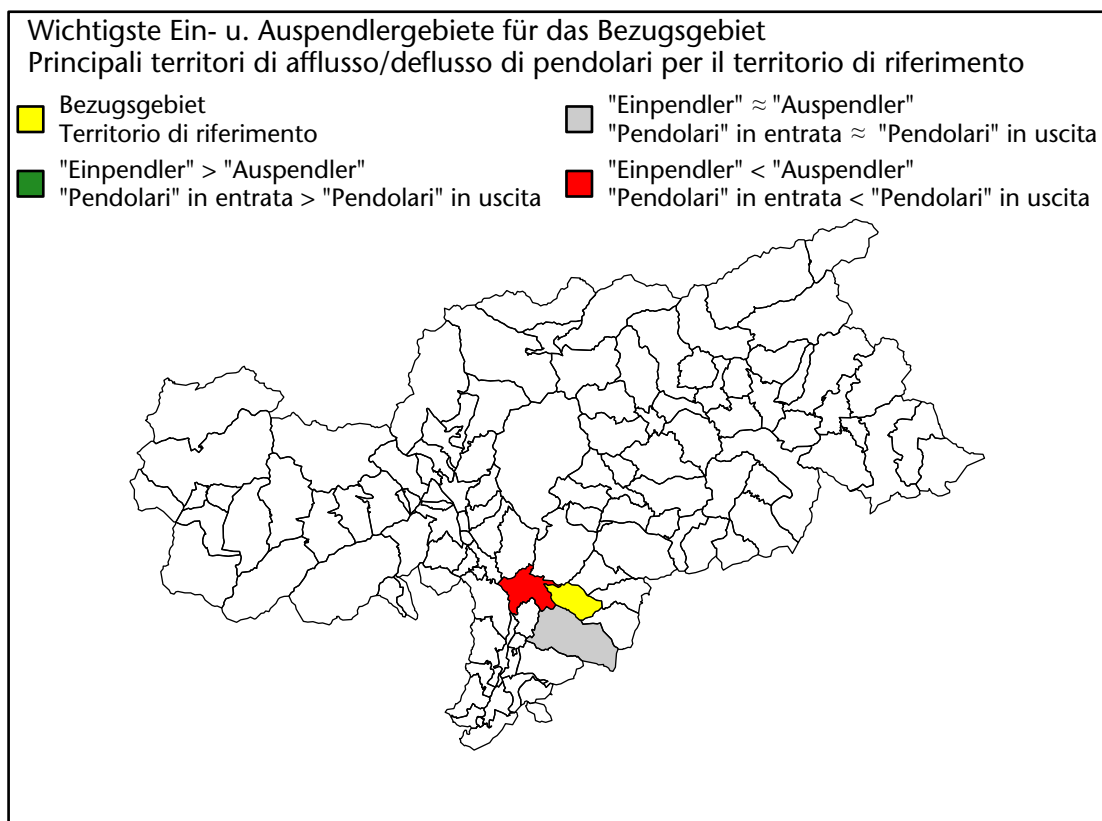 Wichtigste Ein- u. Auspendlergebiete für das Bezugsgebiet
Principali territori di afflusso/deflusso di pendolari per il territorio di riferimento
Bezugsgebiet
Territorio di riferimento
"Einpendler" > "Auspendler"
"Pendolari" in entrata > "Pendolari" in uscita
"Einpendler" ≈ "Auspendler"
"Pendolari" in entrata ≈ "Pendolari" in uscita
"Einpendler" < "Auspendler"
"Pendolari" in entrata < "Pendolari" in uscita